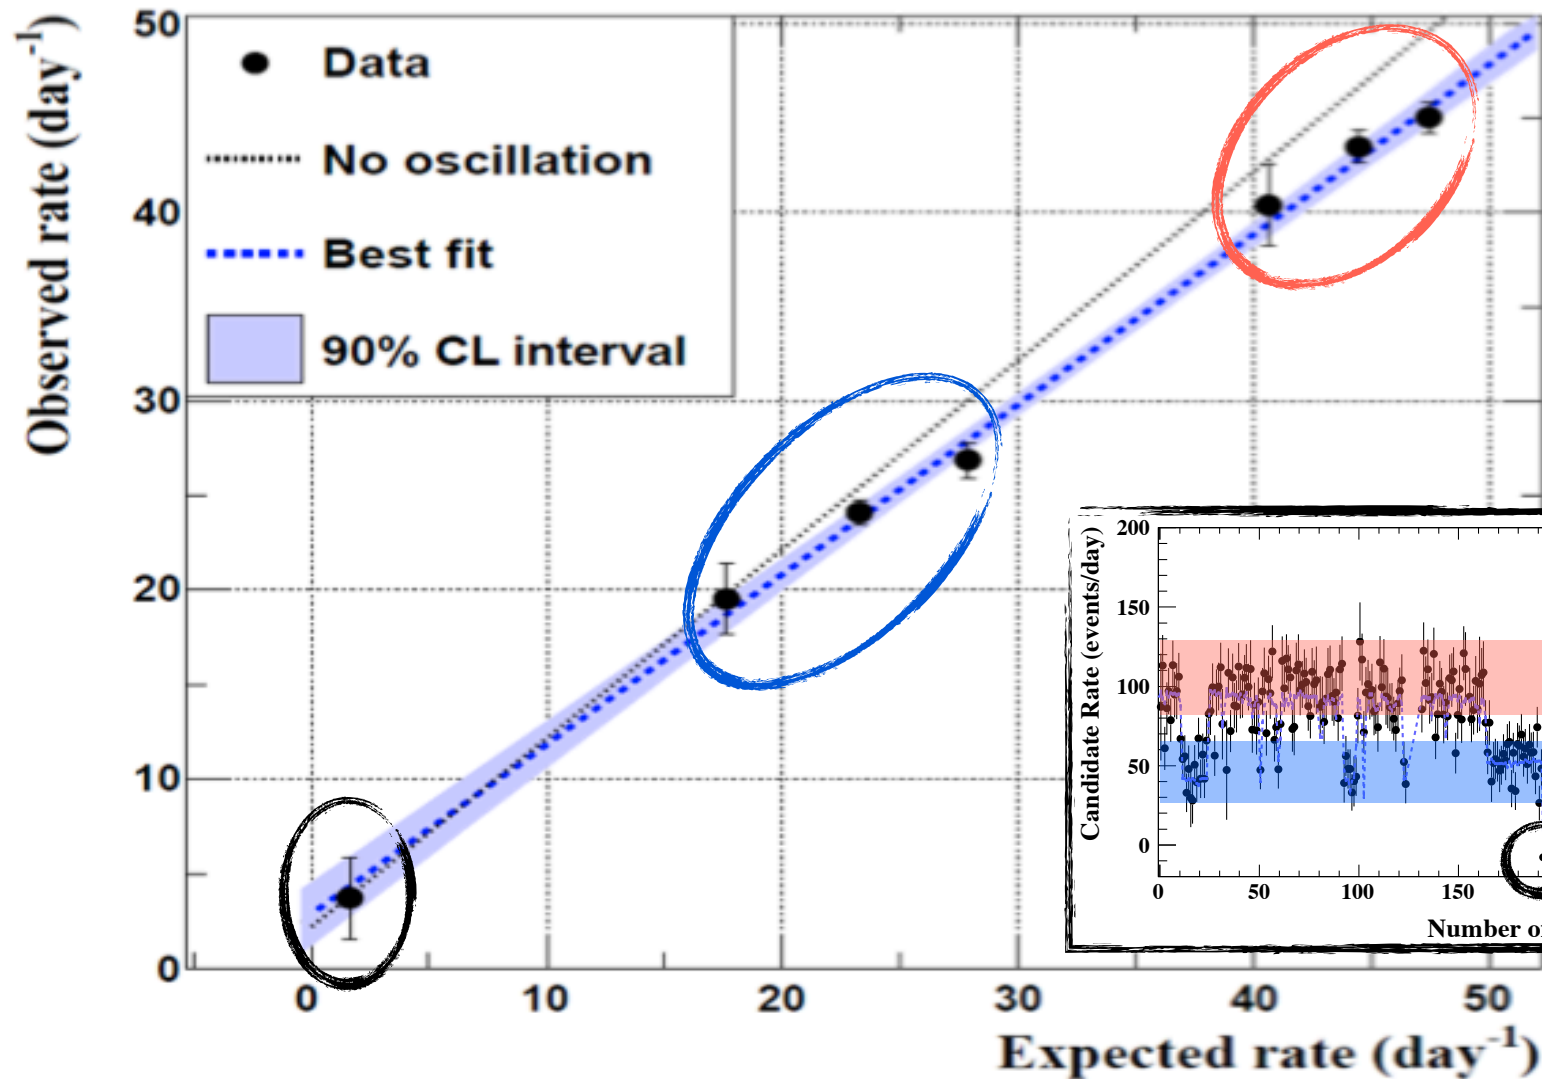 Observed rate (day⁻¹)
50
40
30
20
10
0
Data
No oscillation
Best fit
90% CL interval
0 10 20 30 40 50
Expected rate (day⁻¹)
Candidate Rate (events/day)
200
150
100
50
0
0 50 100 150
Number